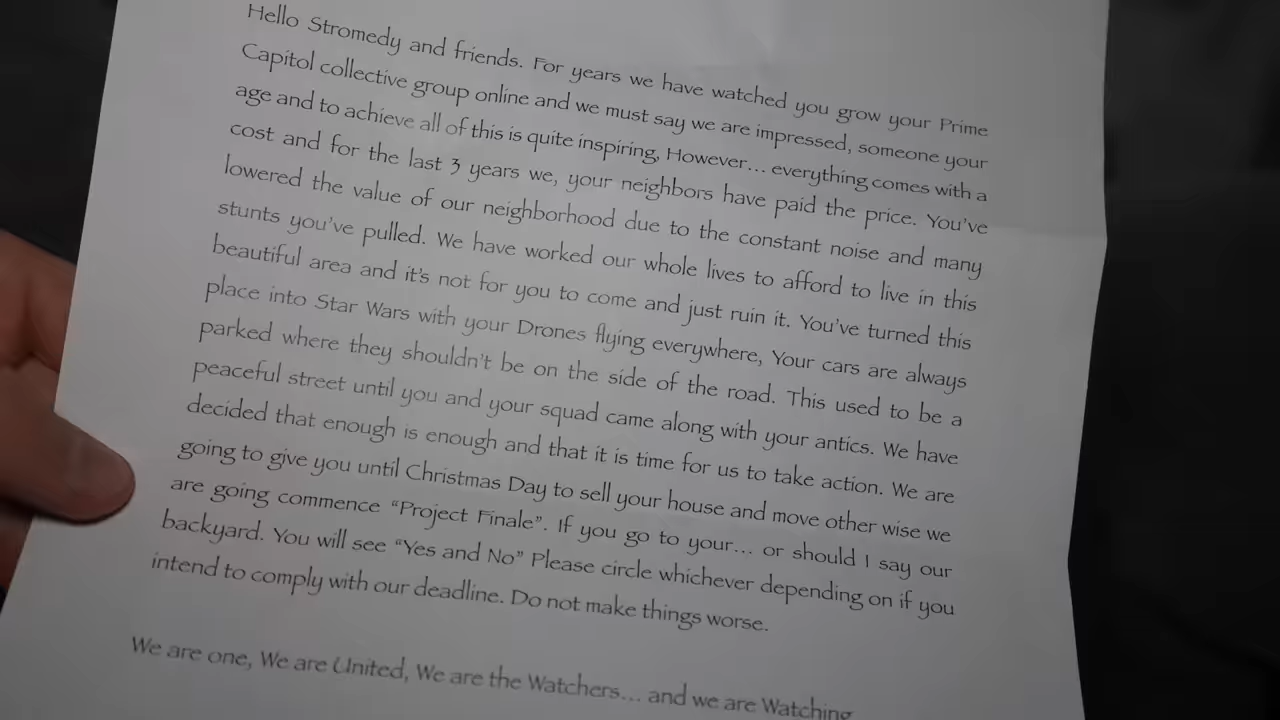 Hello Stromedy and friends. For years we have watched you grow your Prime
Capitol collective group online and we must say we are impressed, someone your
age and to achieve all of this is quite inspiring, However... everything comes with a
cost and for the last 3 years we, your neighbors have paid the price. You've
lowered the value of our neighborhood due to the constant noise and many
stunts you've pulled. We have worked our whole lives to afford to live in this
beautiful area and it's not for you to come and just ruin it. You've turned this
place into Star Wars with your Drones flying everywhere, Your cars are always
parked where they shouldn't be on the side of the road. This used to be a
peaceful street until you and your squad came along with your antics. We have
decided that enough is enough and that it is time for us to take action. We are
going to give you until Christmas Day to sell your house and move other wise we
are going commence "Project Finale". If you go to your... or should I say our
backyard. You will see "Yes and No" Please circle whichever depending on if you
intend to comply with our deadline. Do not make things worse.
We are one, We are United, We are the Watchers... and we are Watching